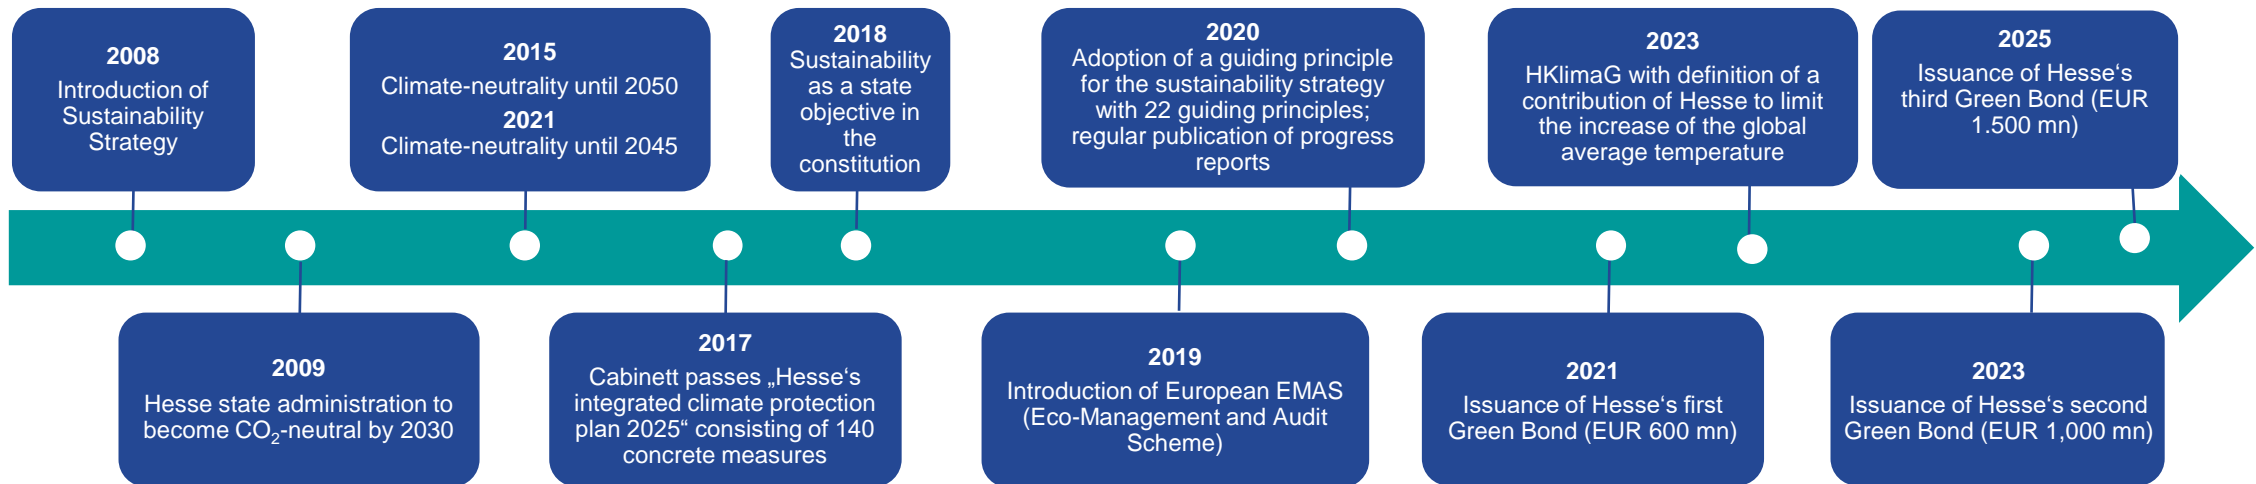 2008
Introduction of
Sustainability
Strategy
2015
Climate-neutrality until 2050
2021
Climate-neutrality until 2045
2018
Sustainability
as a state
objective in
the
constitution
2020
Adoption of a guiding principle
for the sustainability strategy
with 22 guiding principles;
regular publication of progress
reports
2023
HKlimaG with definition of a
contribution of Hesse to limit
the increase of the global
average temperature
2025
Issuance of Hesse‘s
third Green Bond (EUR
1.500 mn)
2009
Hesse state administration to
become CO₂-neutral by 2030
2017
Cabinett passes „Hesse‘s
integrated climate protection
plan 2025“ consisting of 140
concrete measures
2019
Introduction of European EMAS
(Eco-Management and Audit
Scheme)
2021
Issuance of Hesse‘s first
Green Bond (EUR 600 mn)
2023
Issuance of Hesse‘s second
Green Bond (EUR 1,000 mn)